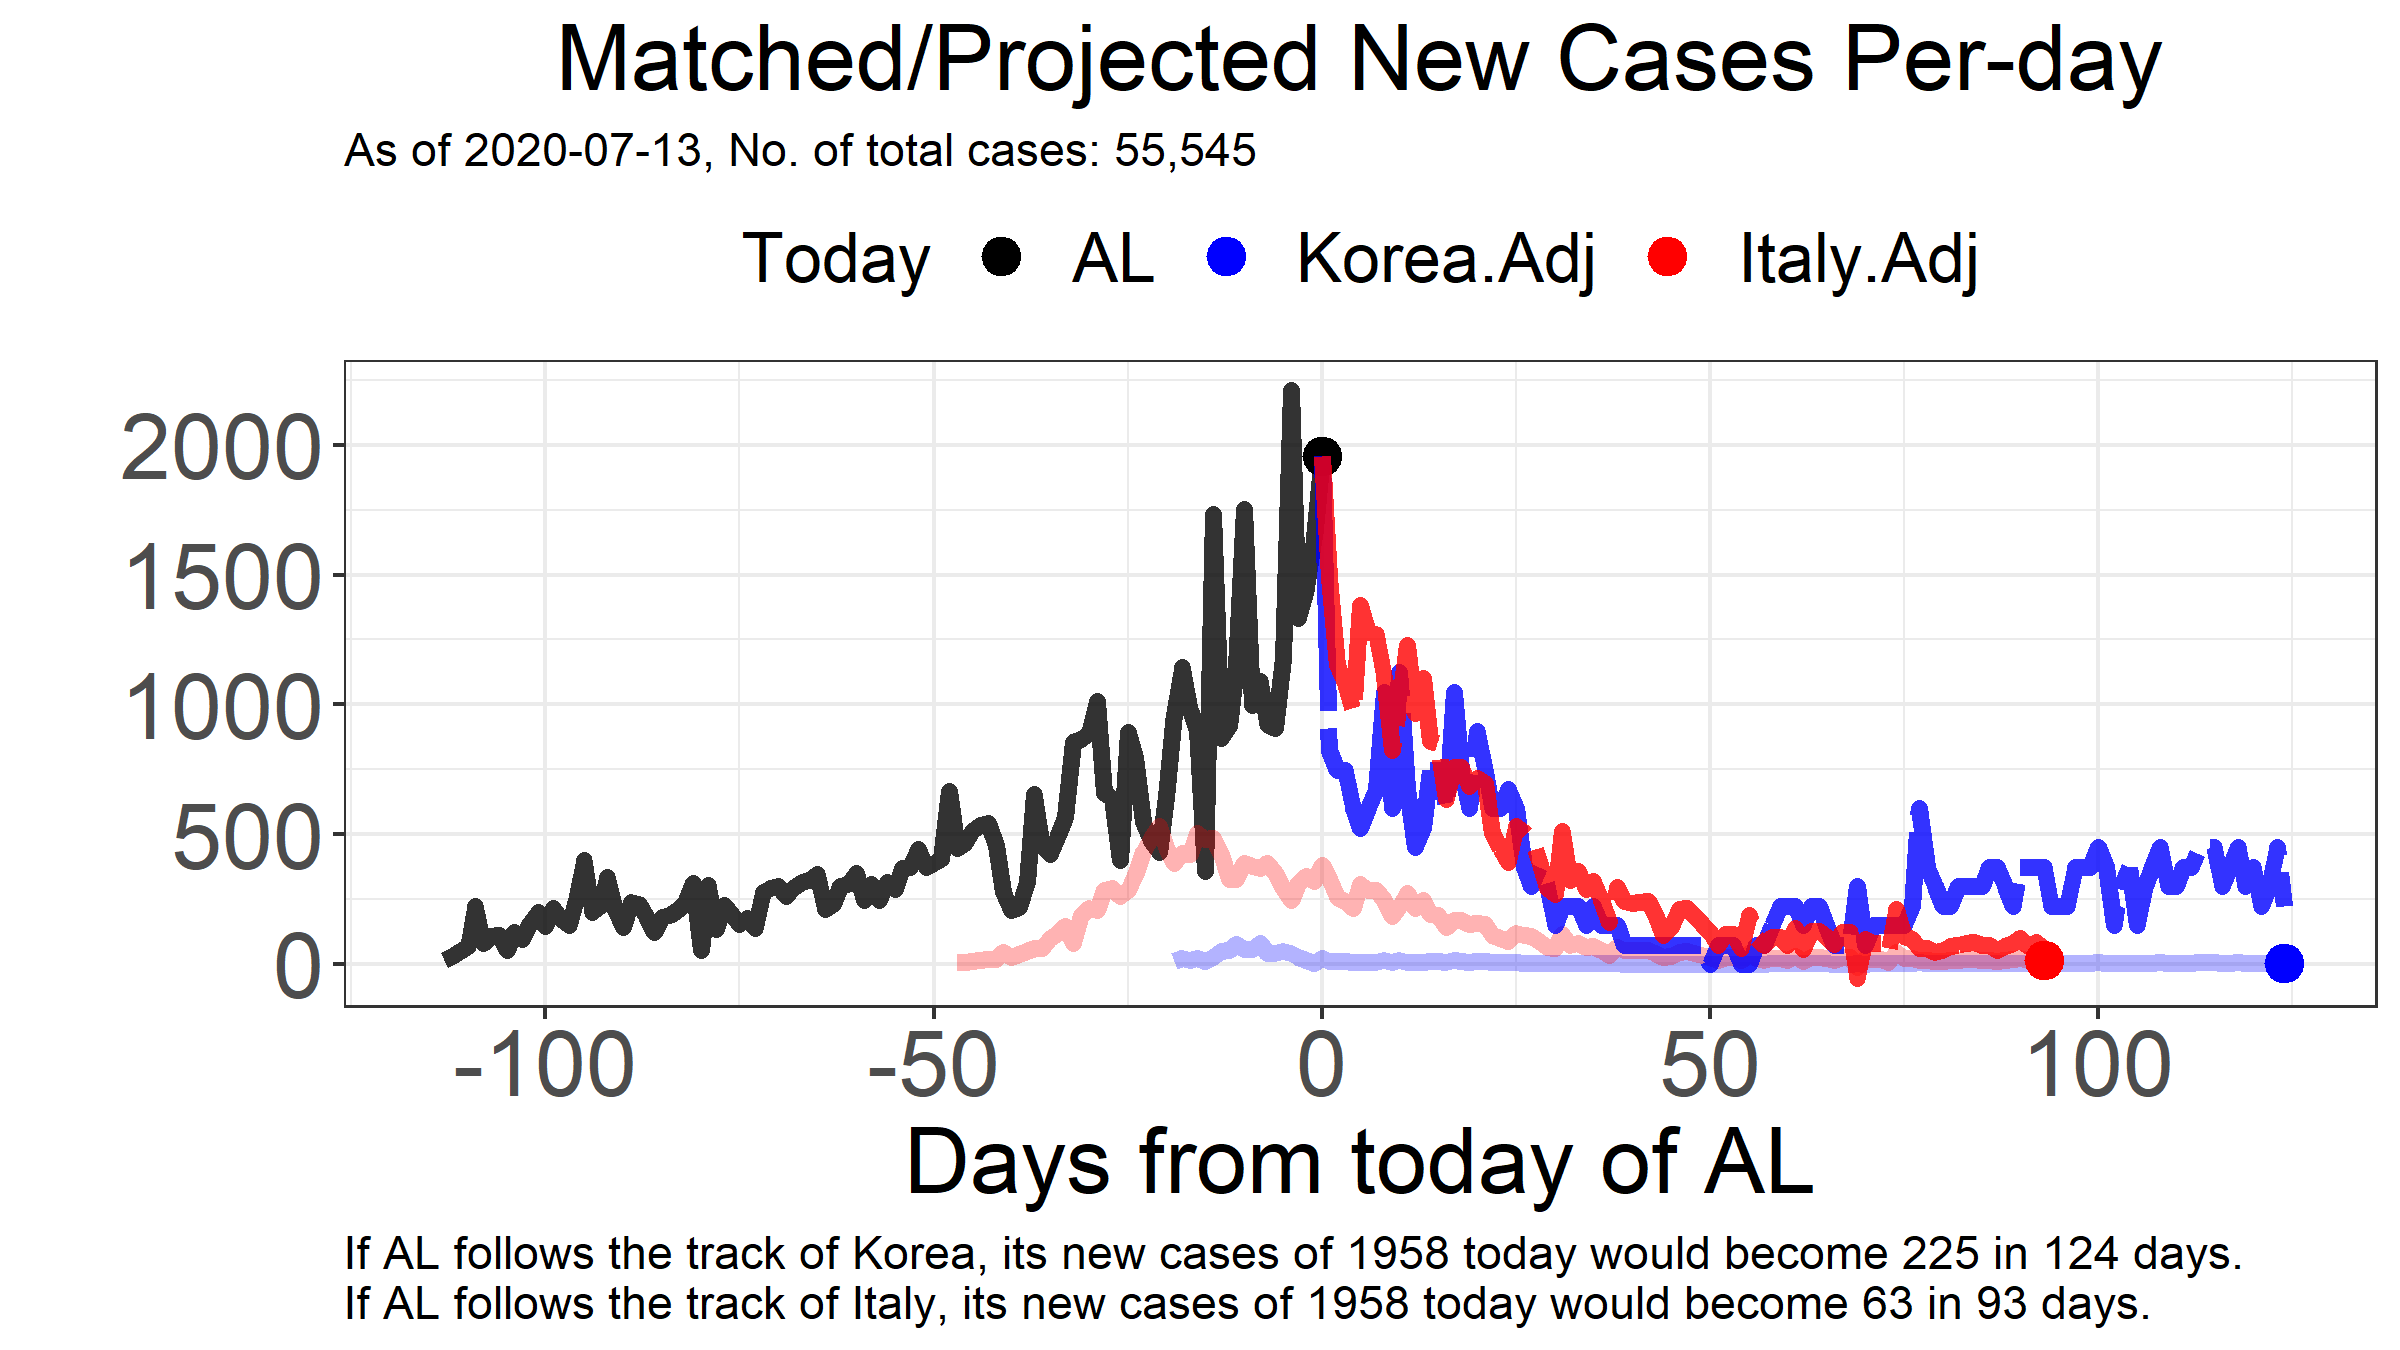 Matched/Projected New Cases Per-day
As of 2020-07-13, No. of total cases: 55,545
Today AL Korea.Adj Italy.Adj
2000
1500
1000
500
0
-100 -50 0 50 100
Days from today of AL
If AL follows the track of Korea, its new cases of 1958 today would become 225 in 124 days.
If AL follows the track of Italy, its new cases of 1958 today would become 63 in 93 days.